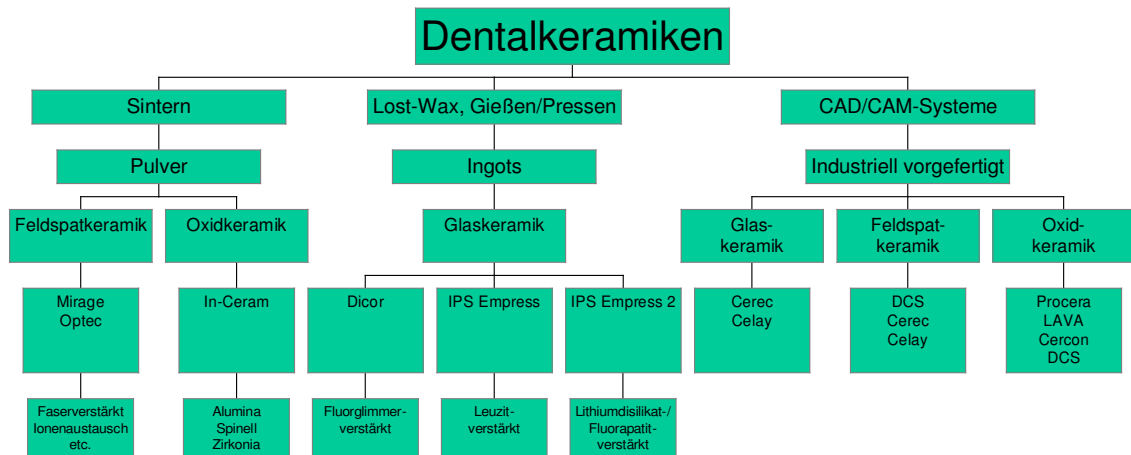 Dentalkeramiken
Sintern
Lost-Wax, Gießen/Pressen
CAD/CAM-Systeme
Pulver
Ingots
Industriell vorgefertigt
Feldspatkeramik
Oxidkeramik
Glaskeramik
Glas-
keramik
Feldspat-
keramik
Oxid-
keramik
Mirage
Optec
In-Ceram
Dicor
IPS Empress
IPS Empress 2
Cerec
Celay
DCS
Cerec
Celay
Procera
LAVA
Cercon
DCS
Faserverstärkt
Ionenaustausch
etc.
Alumina
Spinell
Zirkonia
Fluorglimmer-
verstärkt
Leuzit-
verstärkt
Lithiumdisilikat-/
Fluorapatit-
verstärkt